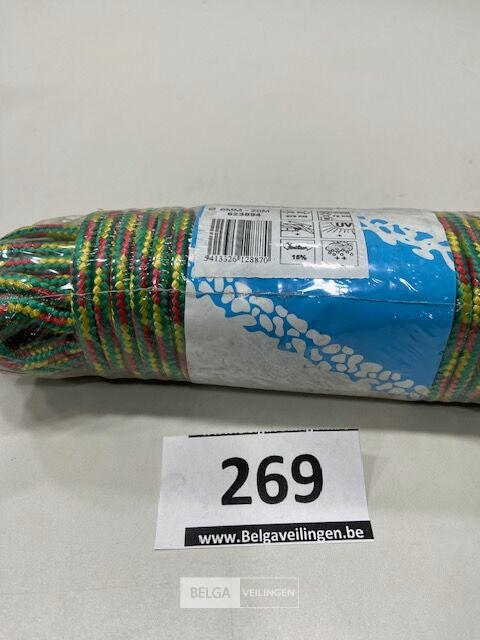 Ø 6MM - 20M
623894
5413326 128870
UV
15%
269
www.Belgaveilingen.be
BELGA VEILINGEN